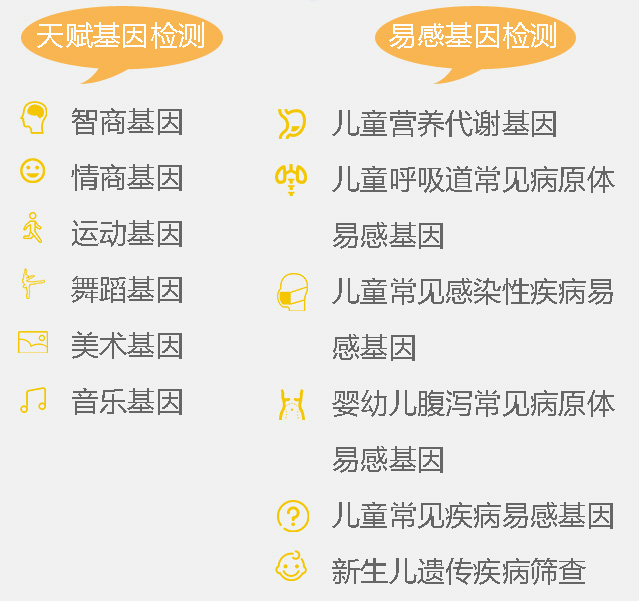 天赋基因检测
智商基因
情商基因
运动基因
舞蹈基因
美术基因
音乐基因
易感基因检测
儿童营养代谢基因
儿童呼吸道常见病原体
易感基因
儿童常见感染性疾病易
感基因
婴幼儿腹泻常见病原体
易感基因
儿童常见疾病易感基因
新生儿遗传疾病筛查